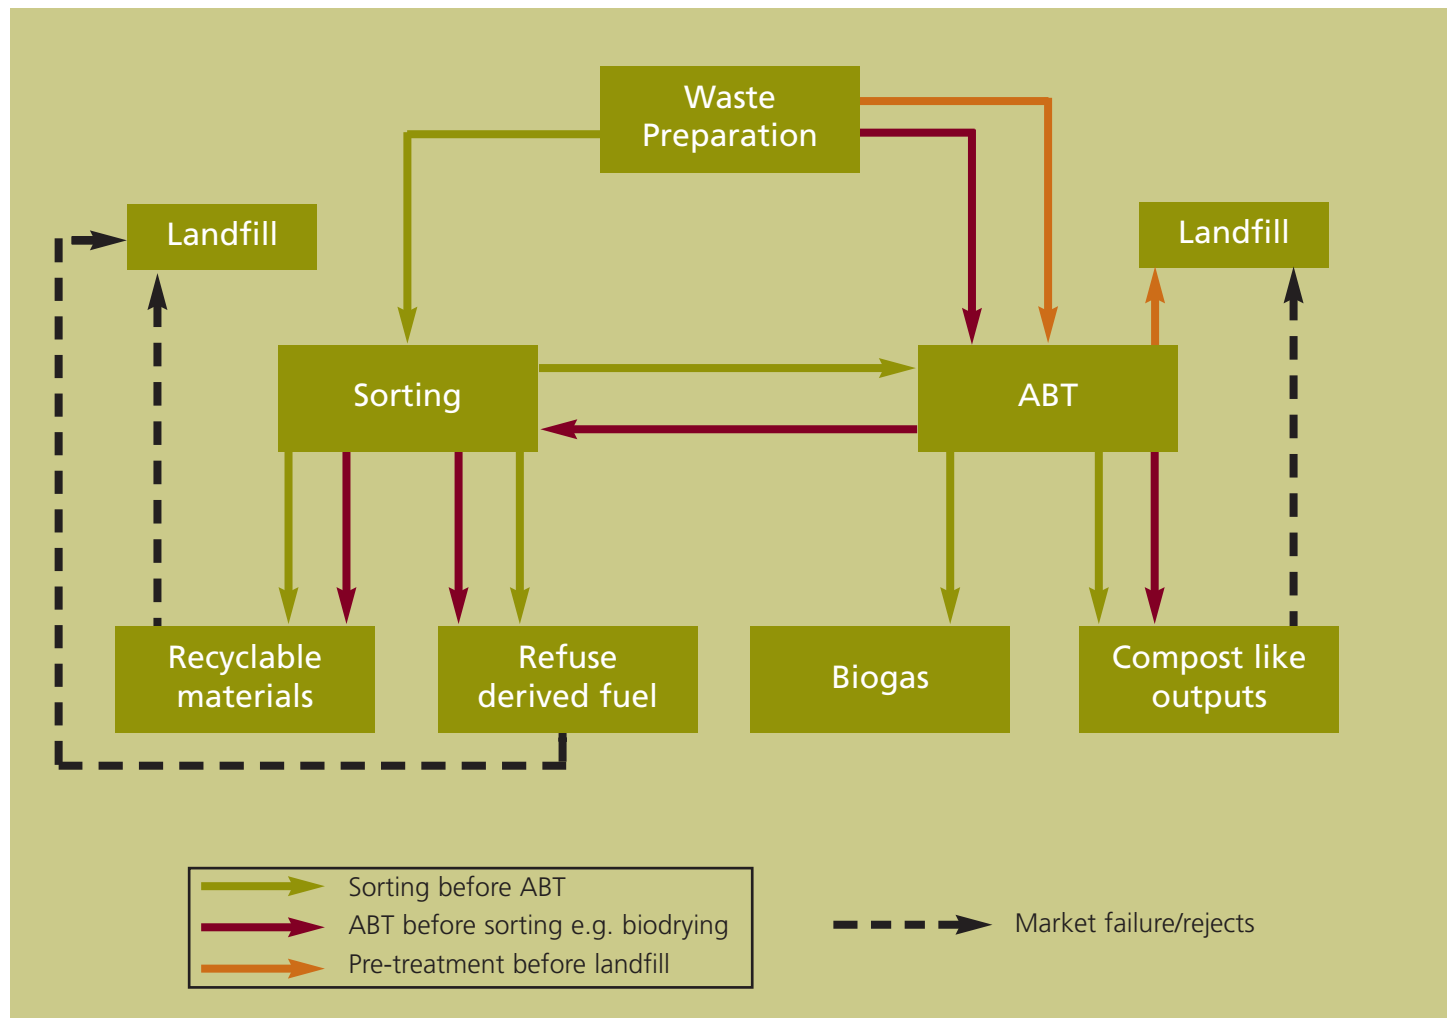 Waste
Preparation
Landfill
Landfill
Sorting
ABT
Recyclable
materials
Refuse
derived fuel
Biogas
Compost like
outputs
Sorting before ABT
ABT before sorting e.g. biodrying
Pre-treatment before landfill
Market failure/rejects